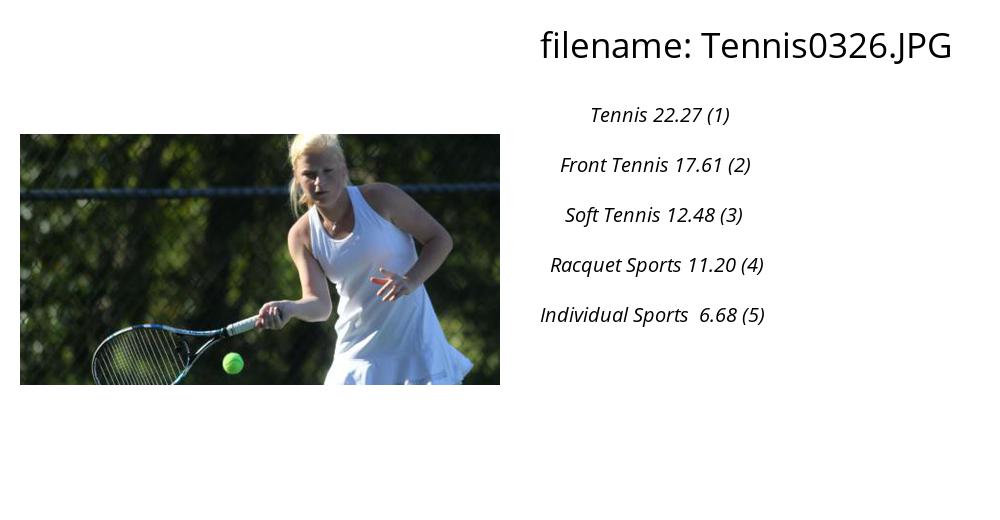 filename: Tennis0326.JPG
Tennis 22.27 (1)
Front Tennis 17.61 (2)
Soft Tennis 12.48 (3)
Racquet Sports 11.20 (4)
Individual Sports  6.68 (5)